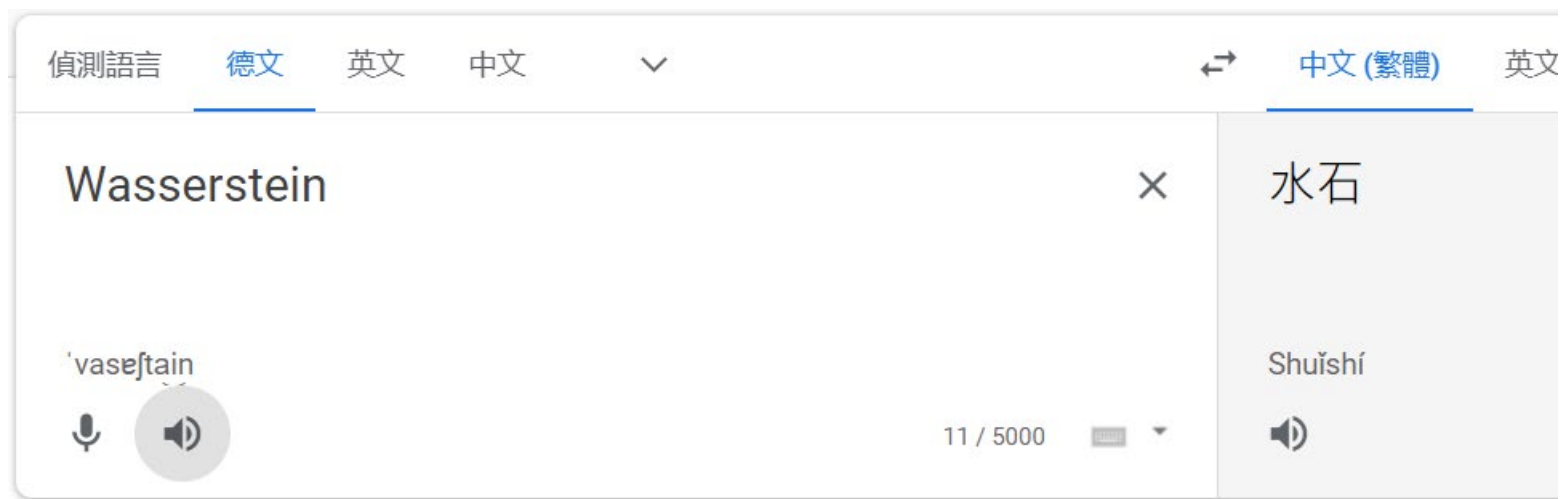 偵測語言 德文 英文 中文 中文 (繁體) 英文
Wasserstein 水石
ˈvasɐʃtai̯n Shuǐshí
11 / 5000